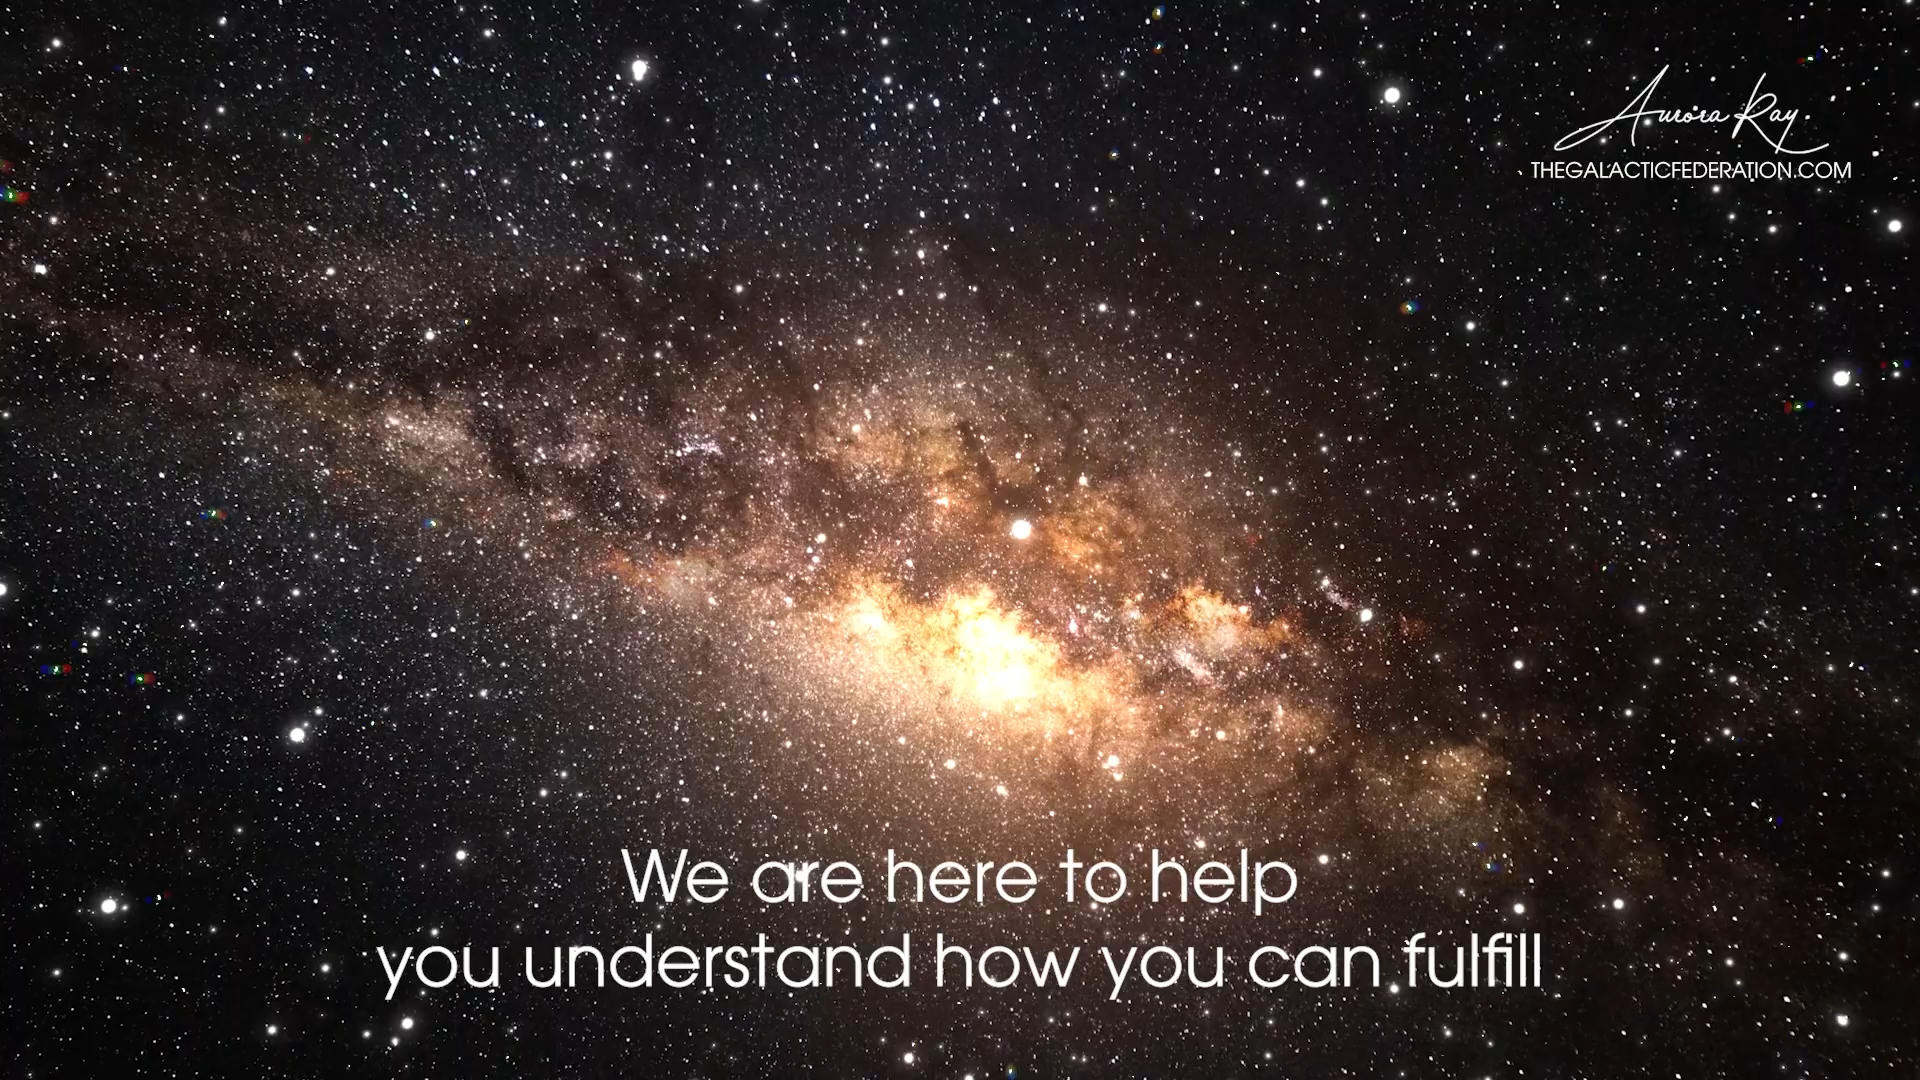 Aurora Ray
THEGALACTICFEDERATION.COM
We are here to help
you understand how you can fulfill